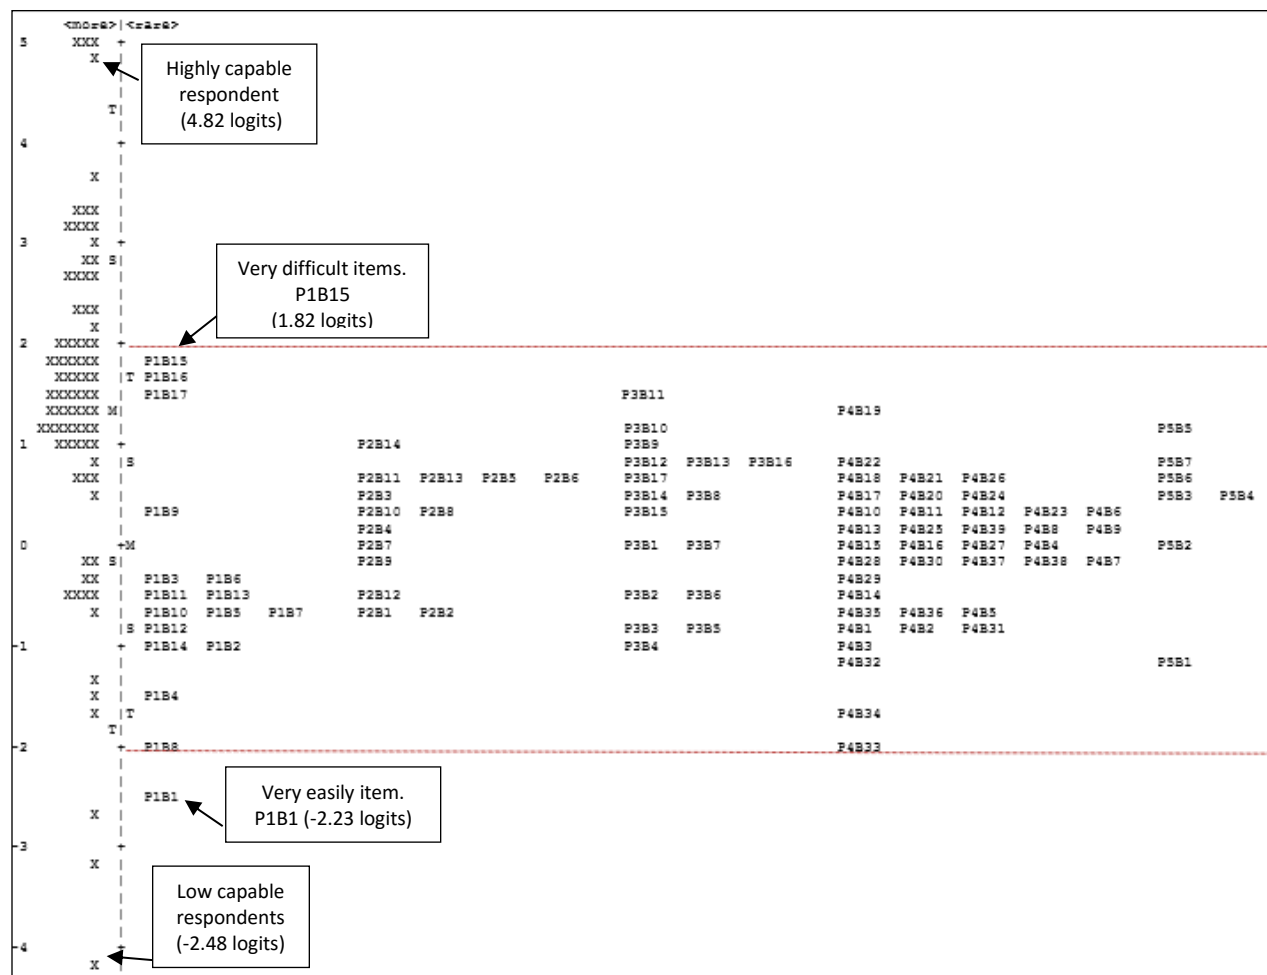 <more>|<rare>
5 XXX +
X |
Highly capable
respondent
(4.82 logits)
T|
4 +
X |
XXX |
XXXX |
3 X +
XX S|
XXXX |
Very difficult items.
P1B15
(1.82 logits)
XXX |
X |
2 XXXXX +
XXXXXX | P1B15
XXXXX |T P1B16
XXXXXX | P1B17 P3B11
XXXXXX M| P4B19
XXXXXXX | P3B10 P5B5
1 XXXXX + P2B14 P3B9
X |S P3B12 P3B13 P3B16 P4B22 P5B7
XXX | P2B11 P2B13 P2B5 P2B6 P3B17 P4B18 P4B21 P4B26 P5B6
X | P2B3 P3B14 P3B8 P4B17 P4B20 P4B24 P5B3 P5B4
| P1B9 P2B10 P2B8 P3B15 P4B10 P4B11 P4B12 P4B23 P4B6
| P2B4 P4B13 P4B25 P4B39 P4B8 P4B9
0 +M P2B7 P3B1 P3B7 P4B15 P4B16 P4B27 P4B4 P5B2
XX S| P2B9 P4B28 P4B30 P4B37 P4B38 P4B7
XX | P1B3 P1B6 P4B29
XXXX | P1B11 P1B13 P2B12 P3B2 P3B6 P4B14
X | P1B10 P1B5 P1B7 P2B1 P2B2 P4B35 P4B36 P4B5
|S P1B12 P3B3 P3B5 P4B1 P4B2 P4B31
-1 + P1B14 P1B2 P3B4 P4B3
| P4B32 P5B1
X |
X | P1B4
X |T P4B34
T|
-2 + P1B8 P4B33
| P1B1
Very easily item.
P1B1 (-2.23 logits)
X |
-3 +
X |
Low capable
respondents
(-2.48 logits)
-4 +
X |